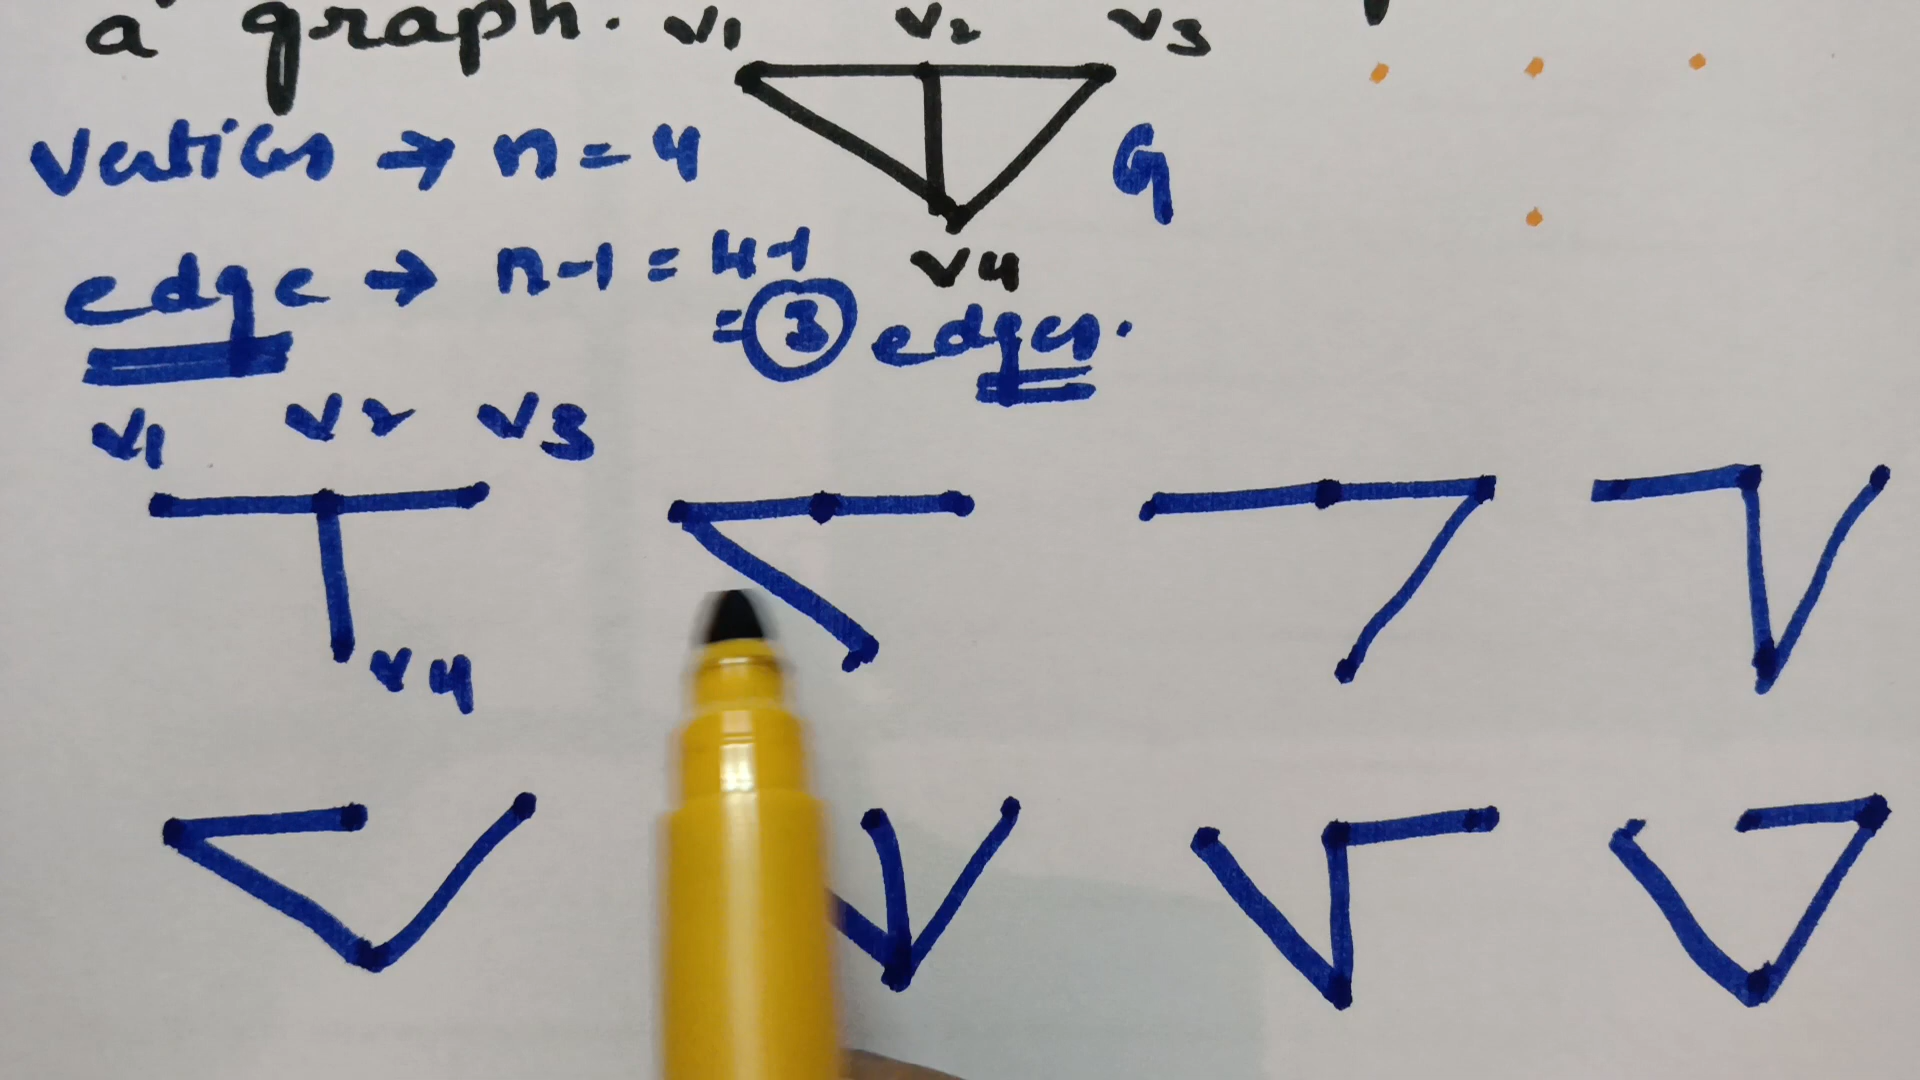 a graph. v1 v2 v3
vertices → n = 4
G
edge → n-1 = 4-1
v4
= 3 edges.
v1 v2 v3
v4